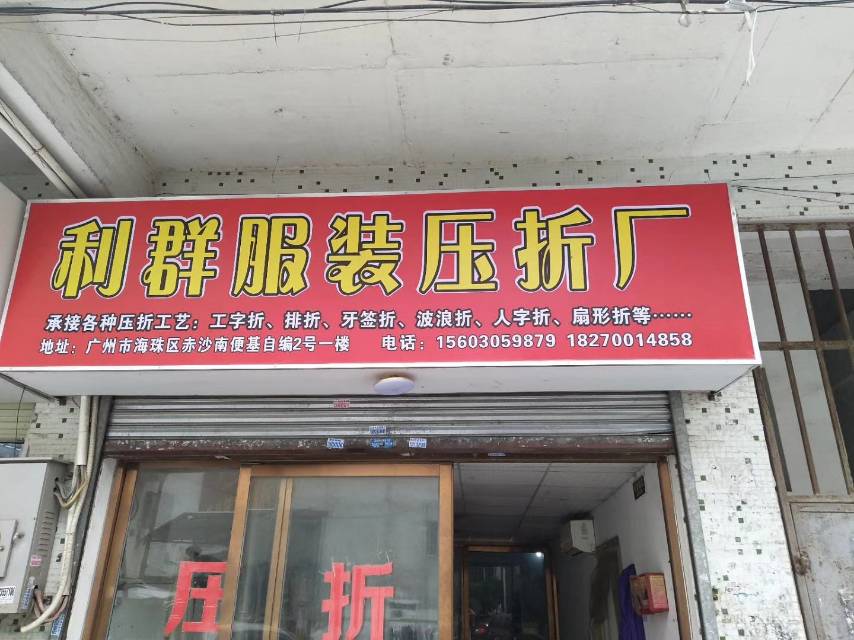 利群服装压折厂
承接各种压折工艺：工字折、排折、牙签折、波浪折、人字折、扇形折等……
地址：广州市海珠区赤沙南便基自编2号一楼 电话：15603059879 18270014858
压折